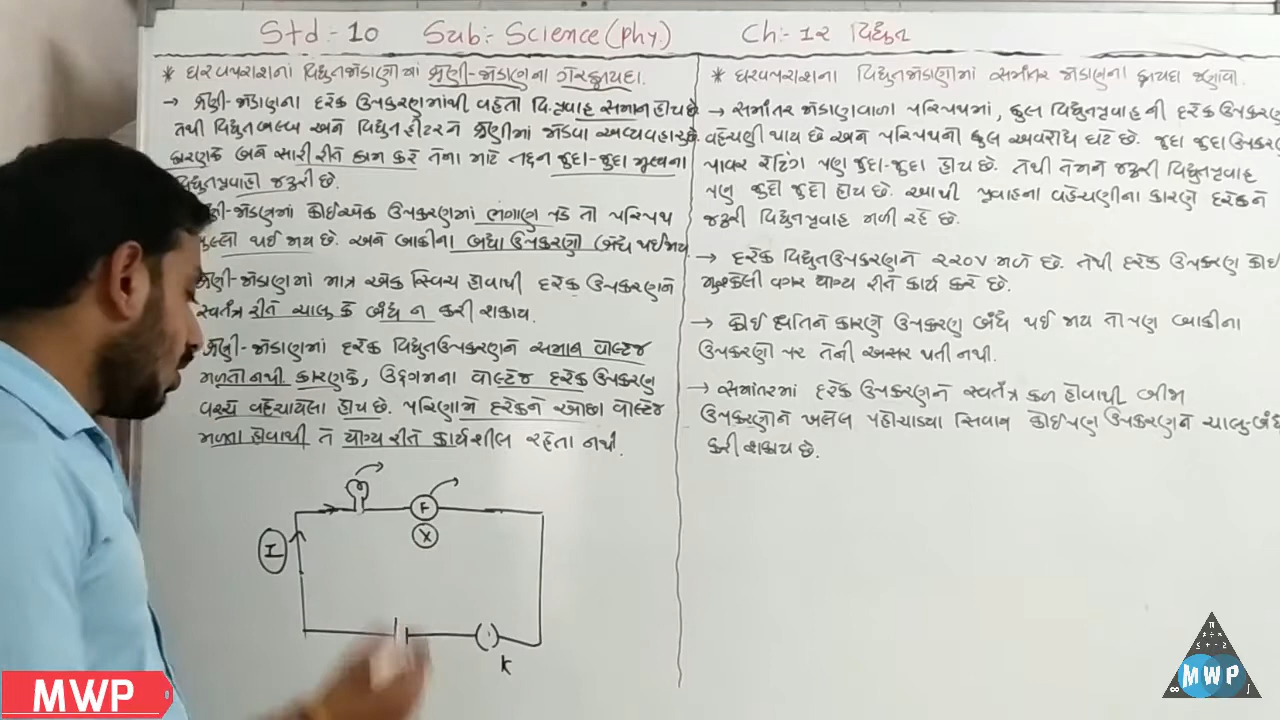 Std :- 10 Sub :- Science (Phy.) Ch :- 12 વિદ્યુત
* ઘરવપરાશનાં વિદ્યુતજોડાણોમાં શ્રેણી-જોડાણના ગેરફાયદા.
→ શ્રેણી-જોડાણના દરેક ઉપકરણમાંથી વહેતો વિ.પ્રવાહ સમાન હોય છે
તેથી વિદ્યુતબલ્બ અને વિદ્યુત હીટરને શ્રેણીમાં જોડવા અવ્યવહારુ છે.
કારણકે બંને સારી રીતે કામ કરે તેના માટે તદ્દન જુદા-જુદા મૂલ્યના
વિદ્યુતપ્રવાહો જરૂરી છે.
શ્રેણી-જોડાણમાં કોઈએક ઉપકરણમાં ભંગાણ પડે તો પરિપથ
ખુલ્લો થઈ જાય છે. અને બાકીના બધા ઉપકરણો બંધ થઈ જાય
શ્રેણી-જોડાણમાં માત્ર એક સ્વિચ હોવાથી દરેક ઉપકરણને
સ્વતંત્ર રીતે ચાલુ કે બંધ ન કરી શકાય.
શ્રેણી-જોડાણમાં દરેક વિદ્યુતઉપકરણને સમાન વોલ્ટેજ
મળતો નથી કારણકે, ઉદ્દગમના વોલ્ટેજ દરેક ઉપકરણ
વચ્ચે વહેંચાયેલા હોય છે. પરિણામે દરેકને ઓછા વોલ્ટેજ
મળતા હોવાથી તે યોગ્ય રીતે કાર્યશીલ રહેતા નથી.
F
X
I
K
* ઘરવપરાશના વિદ્યુતજોડાણોમાં સમાંતર જોડાણના ફાયદા જણાવો.
→ સમાંતર જોડાણવાળા પરિપથમાં, કુલ વિદ્યુતપ્રવાહ ની દરેક ઉપકરણ
વહેંચણી થાય છે અને પરિપથનો કુલ અવરોધ ઘટે છે. જુદા જુદા ઉપકરણ
પાવર રેટિંગ પણ જુદા-જુદા હોય છે. તેથી તેમને જરૂરી વિદ્યુતપ્રવાહ
પણ જુદો જુદો હોય છે. આથી પ્રવાહના વહેંચણીના કારણે દરેકને
જરૂરી વિદ્યુતપ્રવાહ મળી રહે છે.
→ દરેક વિદ્યુતઉપકરણને ૨૨૦V મળે છે. તેથી દરેક ઉપકરણ કોઈ
મુશ્કેલી વગર યોગ્ય રીતે કાર્ય કરે છે.
→ કોઈ ક્ષતિને કારણે ઉપકરણ બંધ થઈ જાય તો પણ બાકીના
ઉપકરણો પર તેની અસર થતી નથી.
→ સમાંતરમાં દરેક ઉપકરણને સ્વતંત્ર કળ હોવાથી બીજા
ઉપકરણોને ખલેલ પહોંચાડ્યા સિવાય કોઈપણ ઉપકરણને ચાલુ-બંધ
કરી શકાય છે.
MWP
MWP